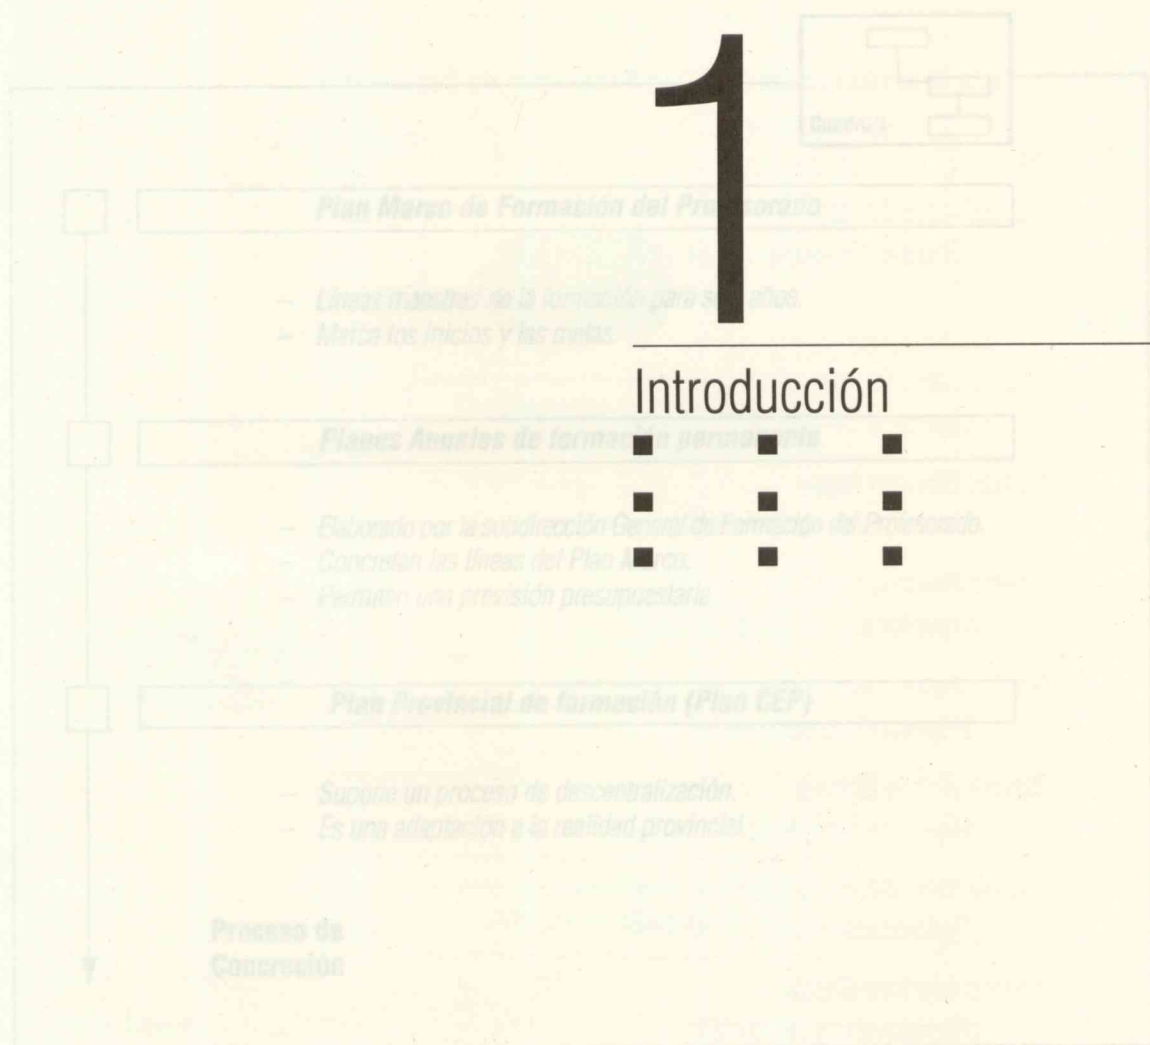 1
Introducción
Plan Marco de Formación del Profesorado
– Líneas maestras de la formación para años.
– Marca los inicios y las metas.
Planes Anuales de formación permanente
– Elaborado por la subdirección General de Formación del Profesorado.
– Concretan las líneas del Plan Marco.
– Permiten una previsión presupuestaria
Plan Provincial de formación (Plan CEP)
– Supone un proceso de descentralización.
– Es una adaptación a la realidad provincial.
Proceso de
Concreción